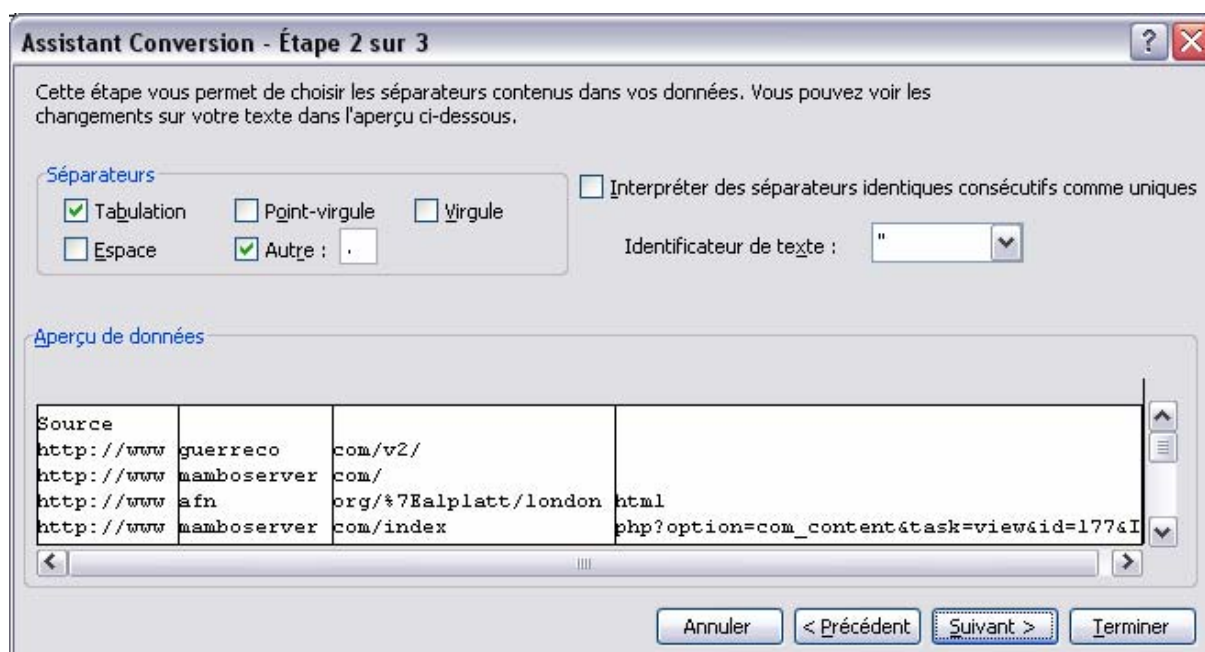 Assistant Conversion - Étape 2 sur 3
Cette étape vous permet de choisir les séparateurs contenus dans vos données. Vous pouvez voir les
changements sur votre texte dans l'aperçu ci-dessous.
Séparateurs
Interpréter des séparateurs identiques consécutifs comme uniques
Tabulation Point-virgule Virgule
Espace Autre : .
Identificateur de texte : "
Aperçu de données
Source
http://www guerreco com/v2/
http://www mamboserver com/
http://www afn org/%7Ealplatt/london html
http://www mamboserver com/index php?option=com_content&task=view&id=177&I
Annuler < Précédent Suivant > Terminer